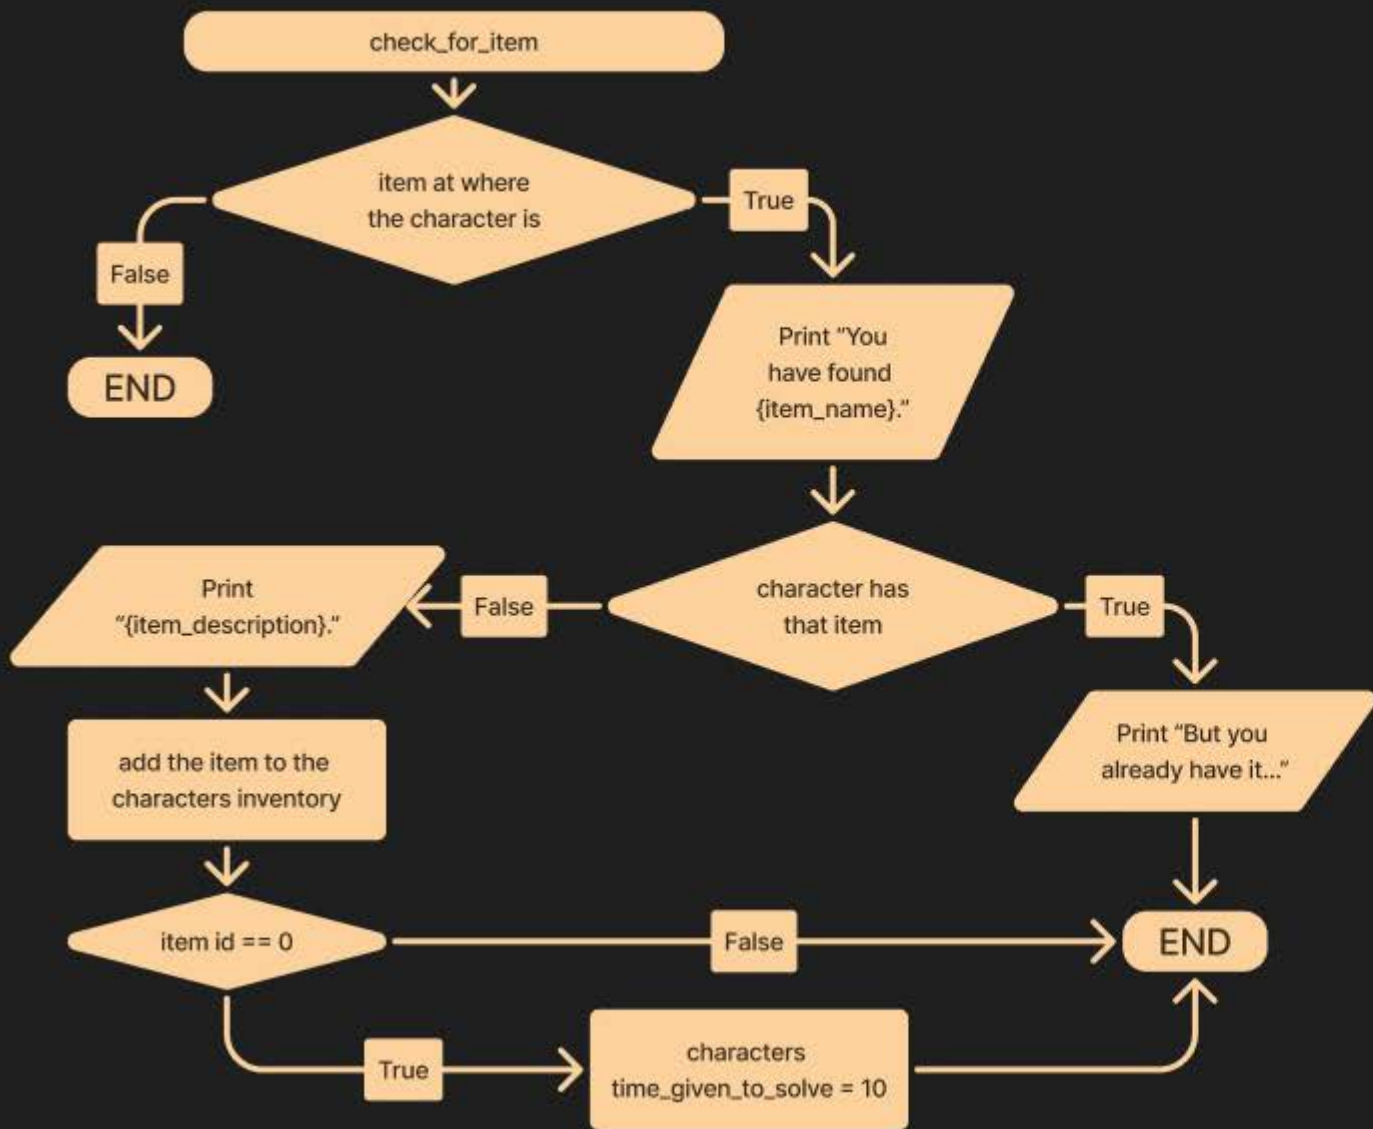 check_for_item
item at where
the character is
True
False
END
Print “You
have found
{item_name}.”
Print
“{item_description}.”
False
character has
that item
True
add the item to the
characters inventory
Print “But you
already have it...”
item id == 0
False
END
True
characters
time_given_to_solve = 10